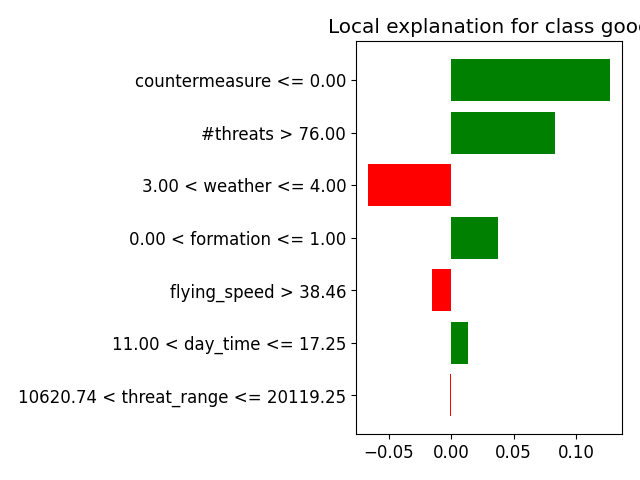 Local explanation for class good
countermeasure <= 0.00
#threats > 76.00
3.00 < weather <= 4.00
0.00 < formation <= 1.00
flying_speed > 38.46
11.00 < day_time <= 17.25
10620.74 < threat_range <= 20119.25
−0.05 0.00 0.05 0.10